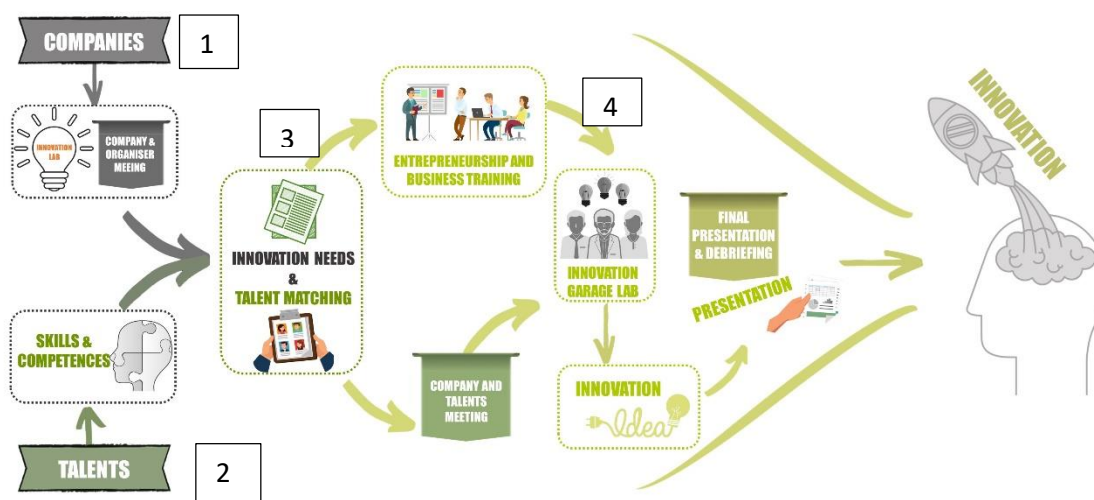 COMPANIES
1
INNOVATION
LAB
COMPANY &
ORGANISER
MEEING
3
INNOVATION NEEDS
&
TALENT MATCHING
SKILLS &
COMPETENCES
TALENTS
2
ENTREPRENEURSHIP AND
BUSINESS TRAINING
4
COMPANY AND
TALENTS
MEETING
INNOVATION
GARAGE LAB
INNOVATION
Idea
FINAL
PRESENTATION
& DEBRIEFING
PRESENTATION
INNOVATION